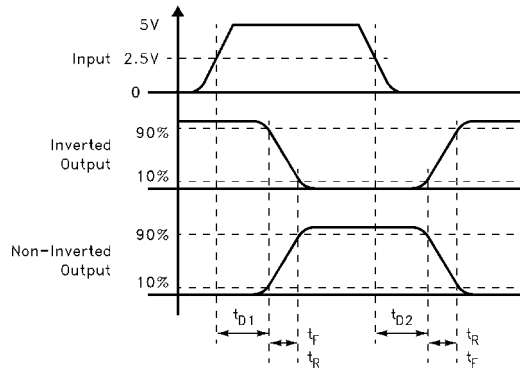 5V
Input
2.5V
0
90%
Inverted
Output
10%
90%
Non-Inverted
Output
10%
tD1
tF
tR
tD2
tR
tF